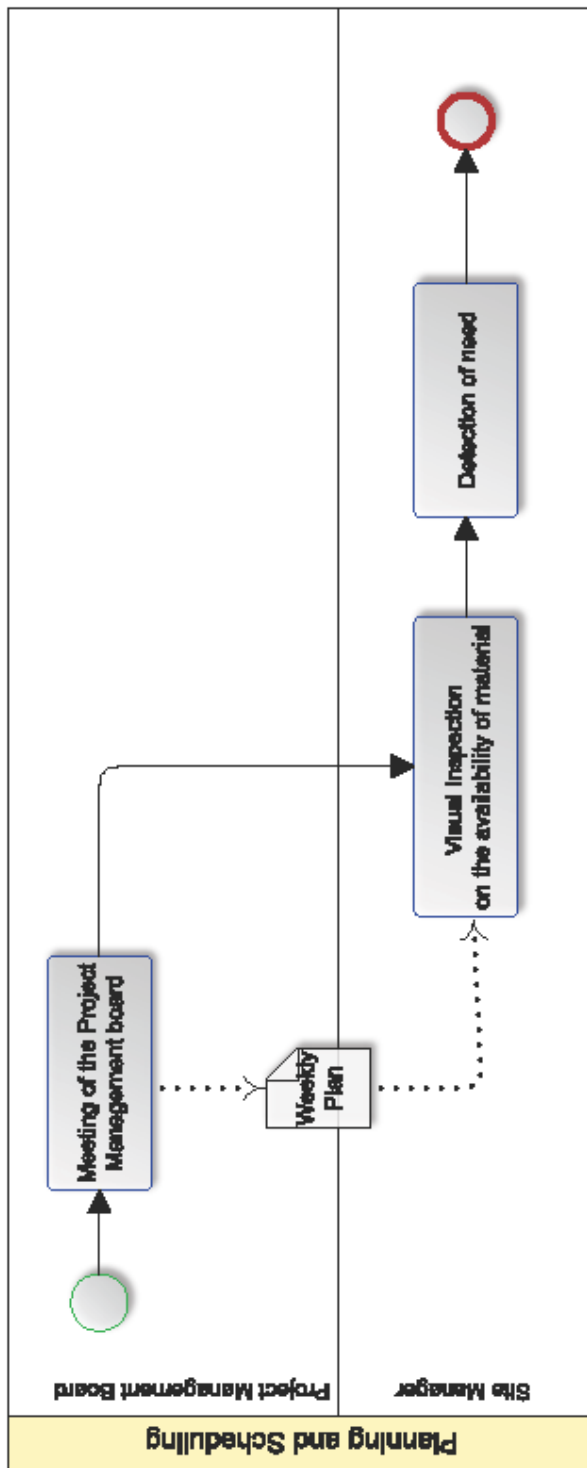 Planning and Scheduling
Project Management Board
Site Manager
Meeting of the Project
Management board
Weekly
Plan
Visual Inspection
on the availability of material
Detection of need